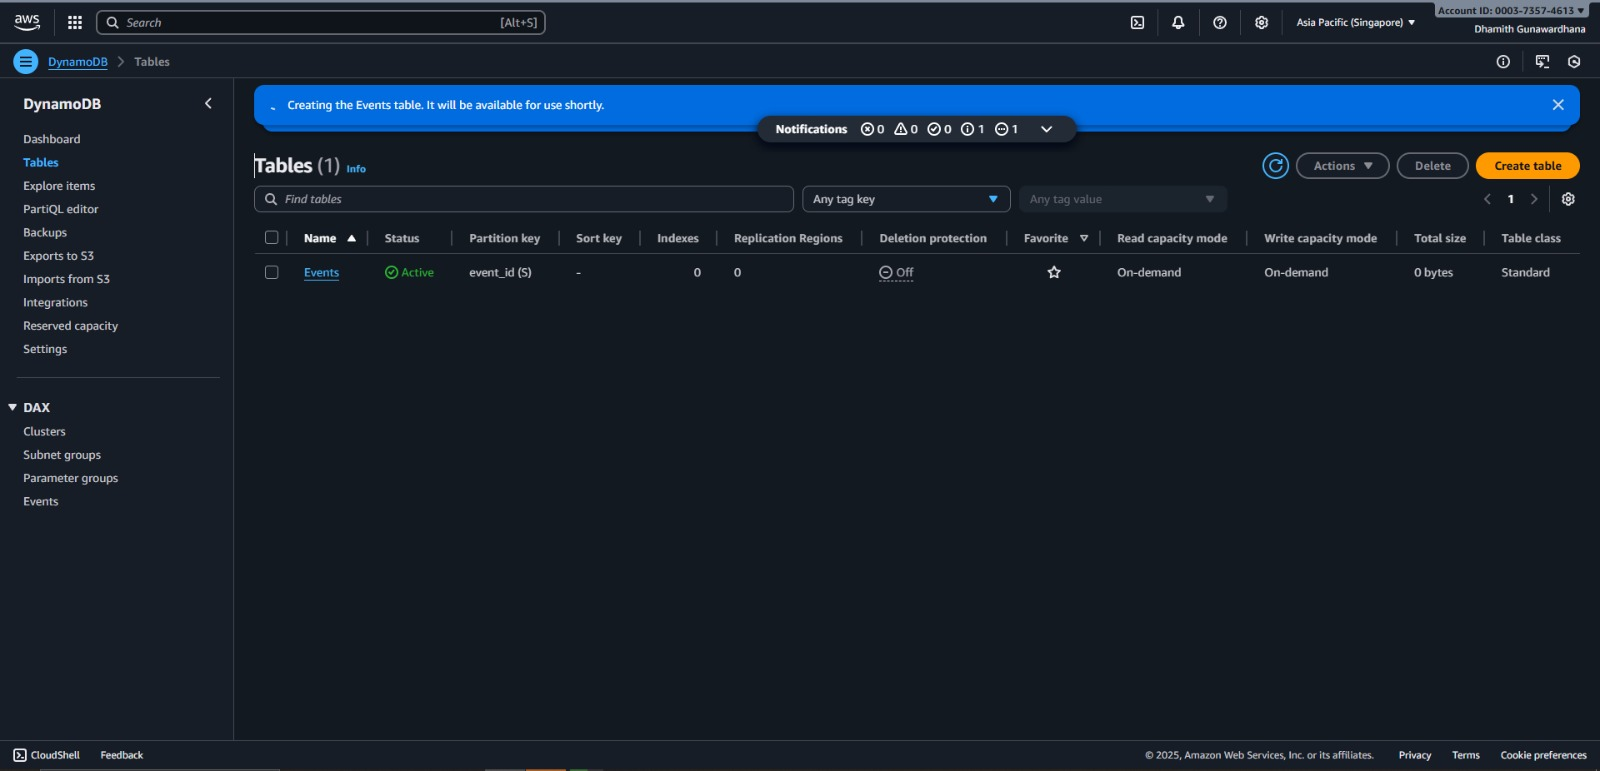 aws
Search [Alt+S]
Asia Pacific (Singapore)
Account ID: 0003-7357-4613
Dhamith Gunawardhana
DynamoDB
Tables
DynamoDB
Dashboard
Tables
Explore items
PartiQL editor
Backups
Exports to S3
Imports from S3
Integrations
Reserved capacity
Settings
DAX
Clusters
Subnet groups
Parameter groups
Events
Creating the Events table. It will be available for use shortly.
Notifications 0 0 0 1 1
Tables (1) Info
Actions
Delete
Create table
Find tables
Any tag key
Any tag value
1
Name Status Partition key Sort key Indexes Replication Regions Deletion protection Favorite Read capacity mode Write capacity mode Total size Table class
Events Active event_id (S) - 0 0 Off On-demand On-demand 0 bytes Standard
CloudShell Feedback © 2025, Amazon Web Services, Inc. or its affiliates. Privacy Terms Cookie preferences